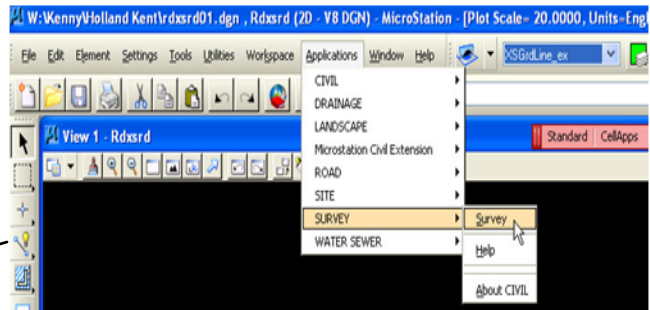 W:\Kenny\Holland Kent\rdxsrd01.dgn , Rdxsrd (2D - V8 DGN) - MicroStation - [Plot Scale= 20.0000, Units=Engl
File Edit Element Settings Tools Utilities Workspace Applications Window Help
XSGrdLine_ex
CIVIL
DRAINAGE
LANDSCAPE
Microstation Civil Extension
ROAD
SITE
SURVEY
WATER SEWER
View 1 - Rdxsrd
Standard CellApps
Survey
Help
About CIVIL